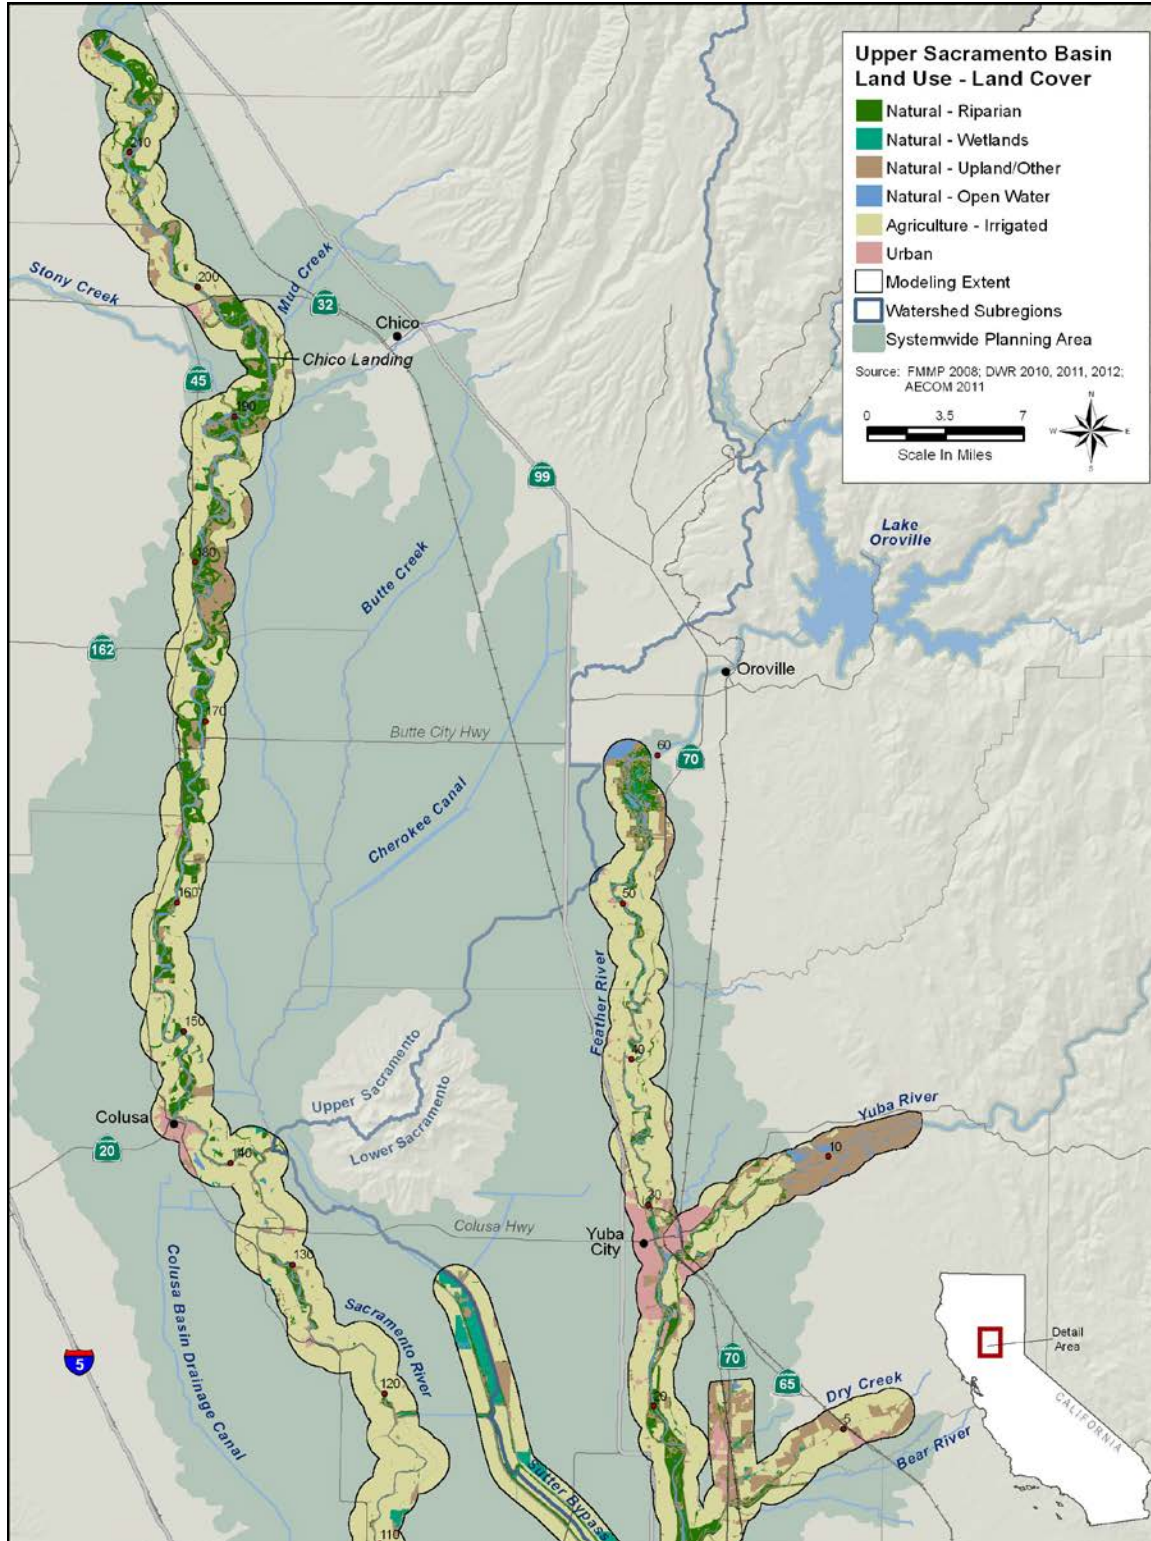 Upper Sacramento Basin
Land Use - Land Cover
Natural - Riparian
Natural - Wetlands
Natural - Upland/Other
Natural - Open Water
Agriculture - Irrigated
Urban
Modeling Extent
Watershed Subregions
Systemwide Planning Area
Source: FMMP 2008; DWR 2010, 2011, 2012;
AECOM 2011
0 3.5 7
Scale In Miles
N
W
E
S
210
200
Stony Creek
Mud Creek
32
Chico
Chico Landing
45
190
99
Lake
Oroville
180
Butte Creek
162
Oroville
170
Butte City Hwy
60
70
Cherokee Canal
160
50
Feather River
150
40
Upper Sacramento
Lower Sacramento
Colusa
20
140
Yuba River
10
30
Colusa Hwy
Yuba
City
130
Colusa Basin Drainage Canal
Sacramento River
5
120
70
65
20
Dry Creek
5
Bear River
Sutter Bypass
110
Detail
Area
CALIFORNIA